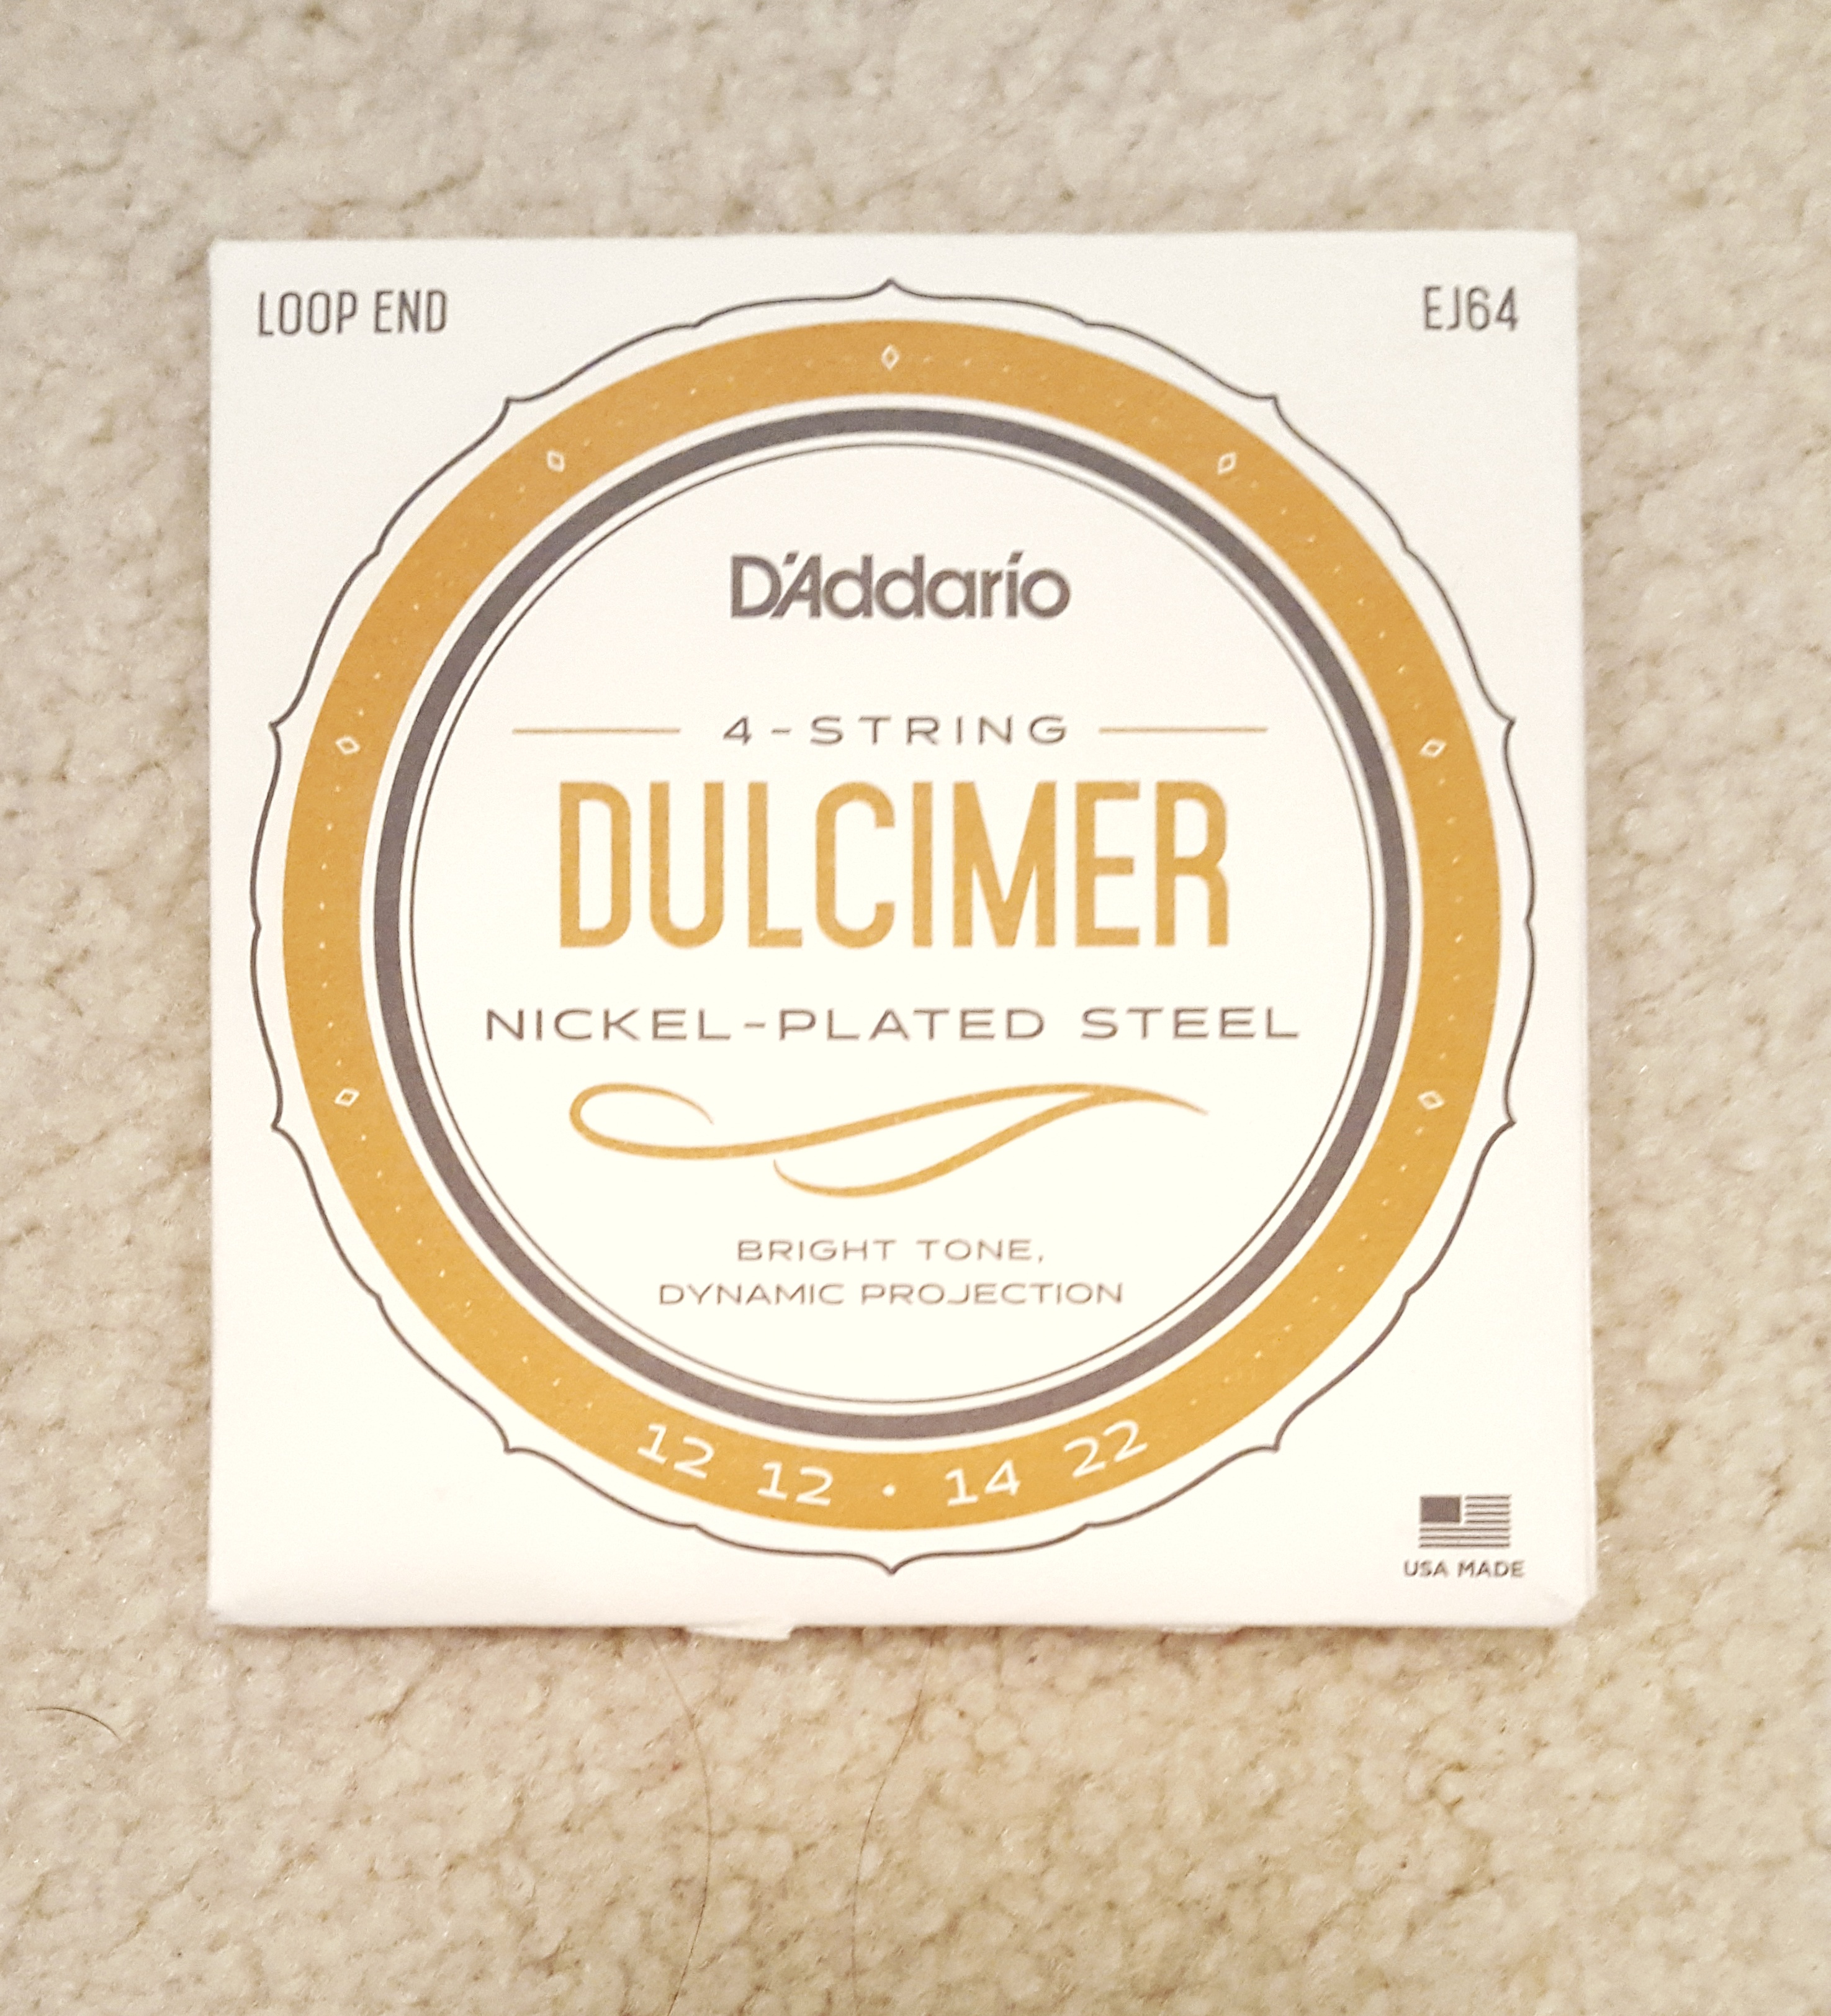 LOOP END
EJ64
D'Addario
4-STRING
DULCIMER
NICKEL-PLATED STEEL
BRIGHT TONE,
DYNAMIC PROJECTION
12 12 • 14 22
USA MADE